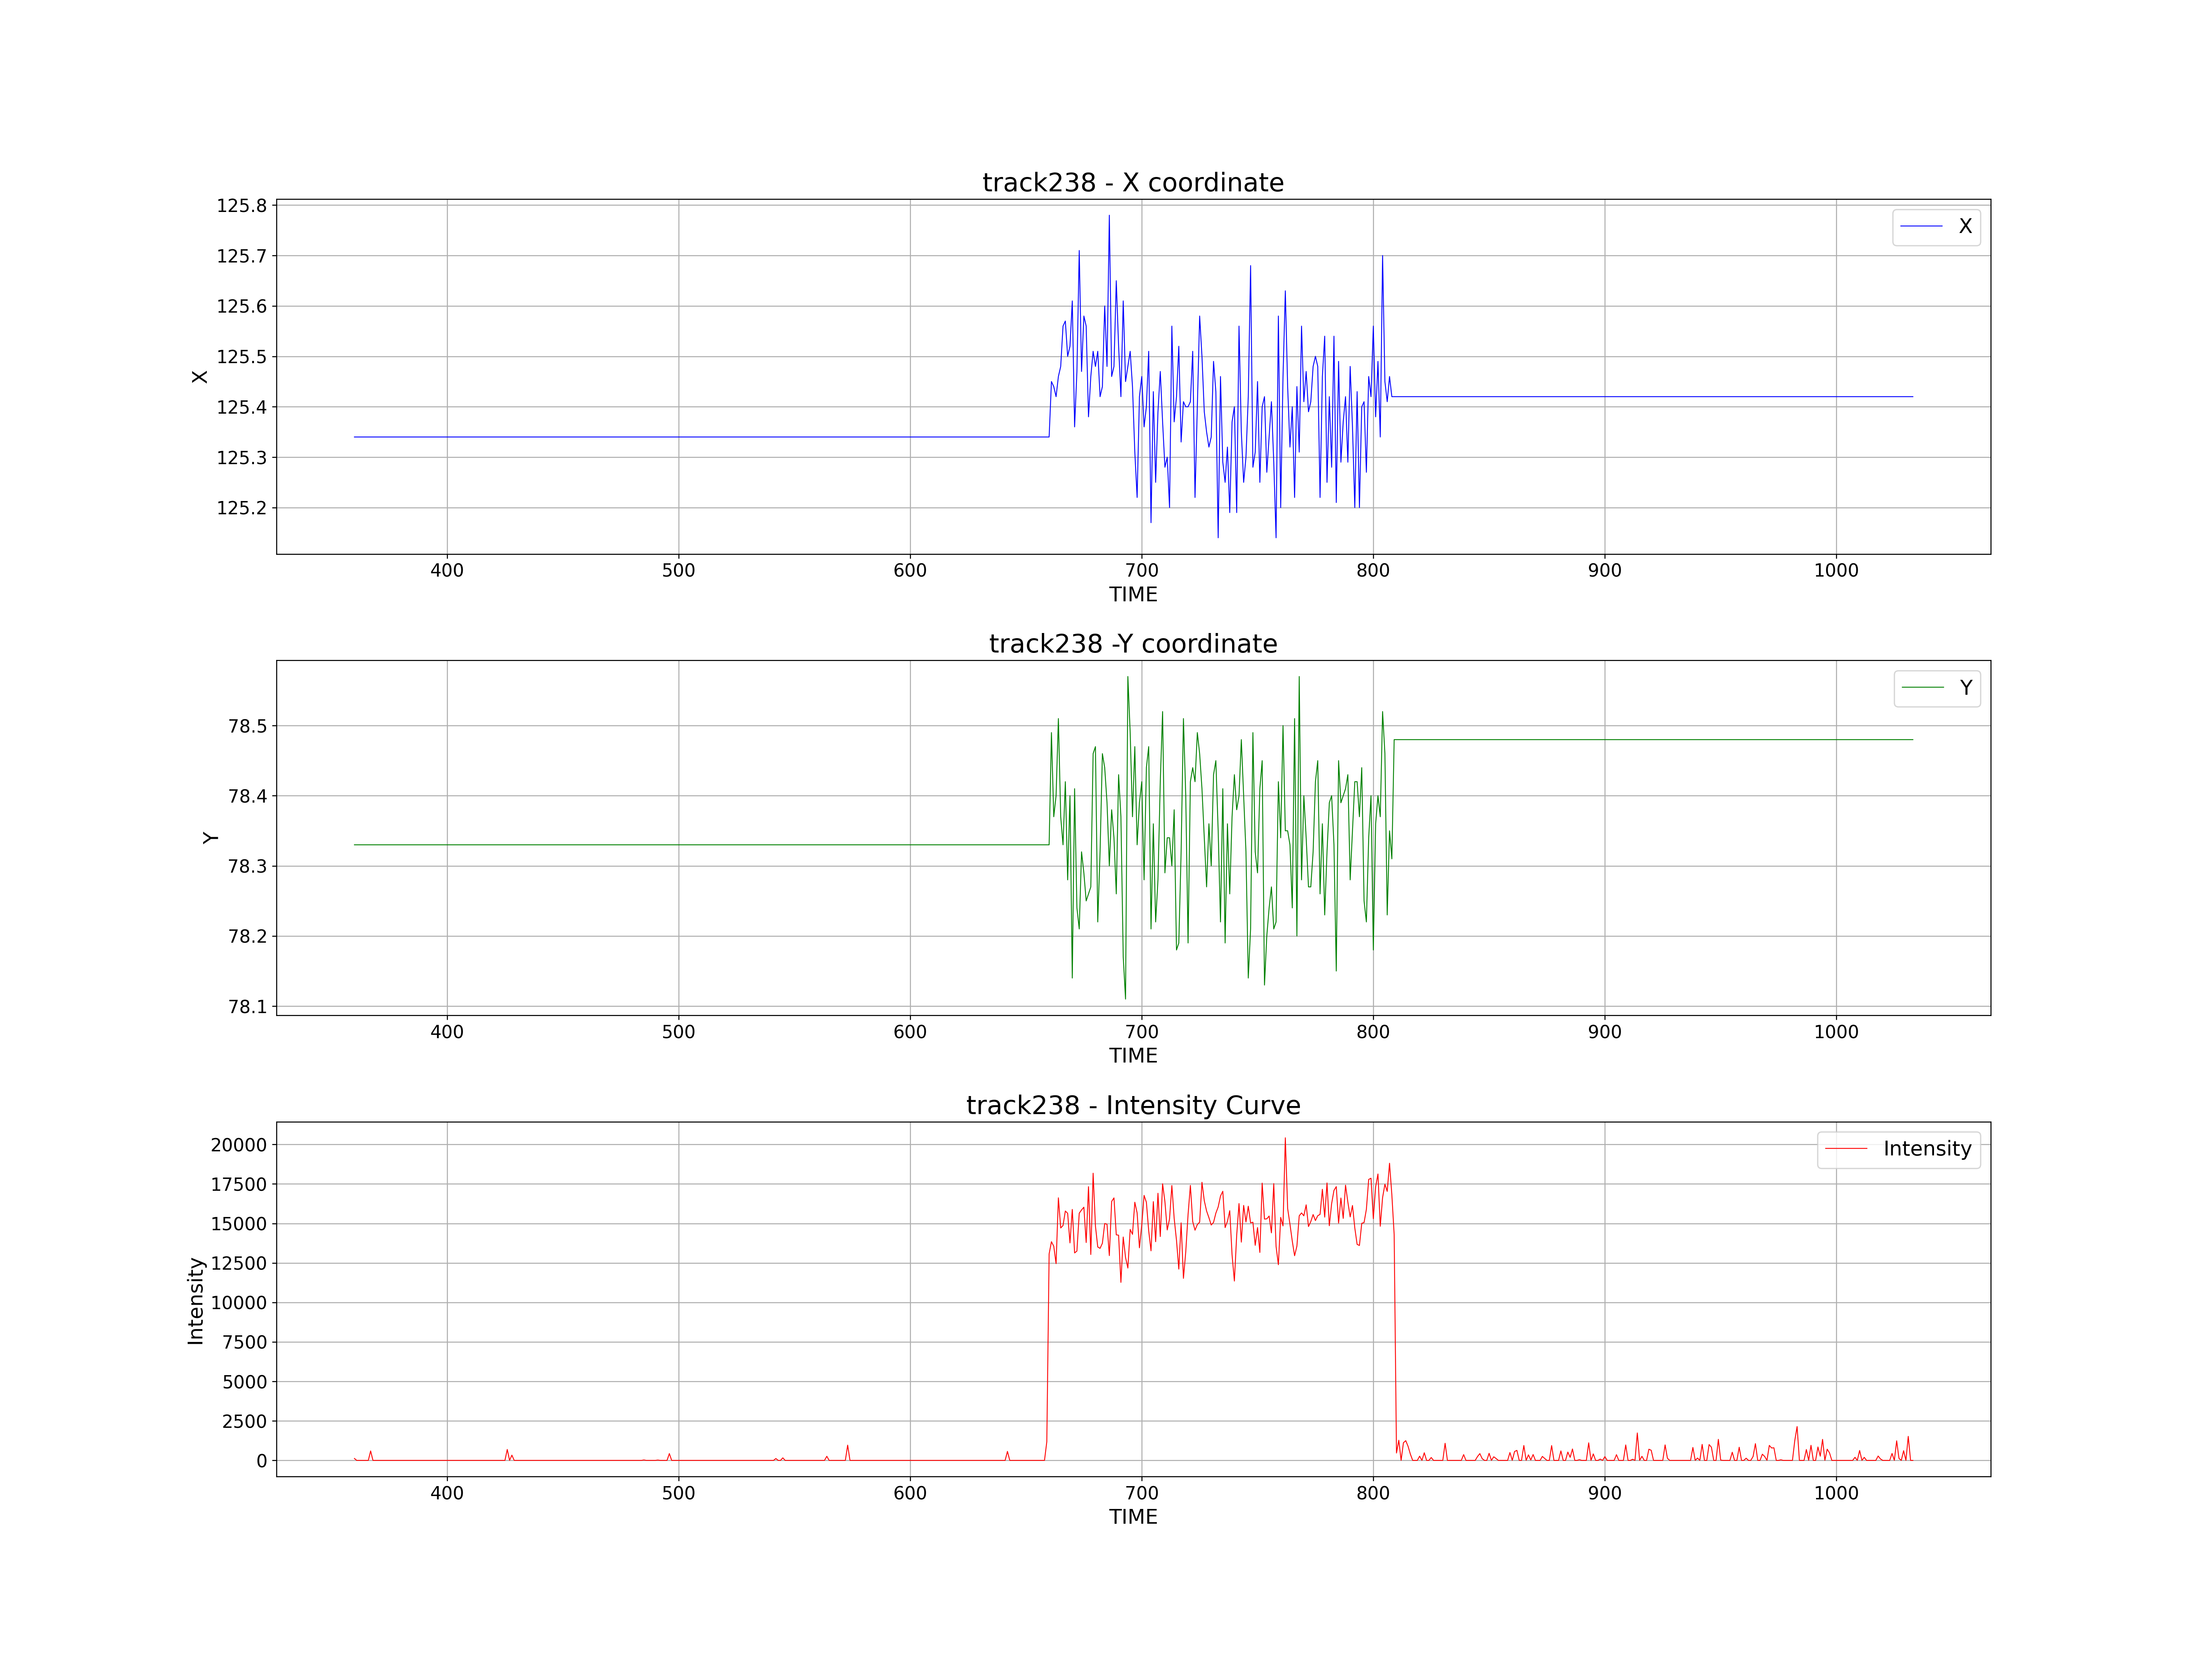 track238 - X coordinate
125.8
125.7
125.6
125.5
125.4
125.3
125.2
X
X
400 500 600 700 800 900 1000
TIME
track238 -Y coordinate
78.5
78.4
78.3
78.2
78.1
Y
Y
400 500 600 700 800 900 1000
TIME
track238 - Intensity Curve
20000
17500
15000
12500
10000
7500
5000
2500
0
Intensity
Intensity
400 500 600 700 800 900 1000
TIME